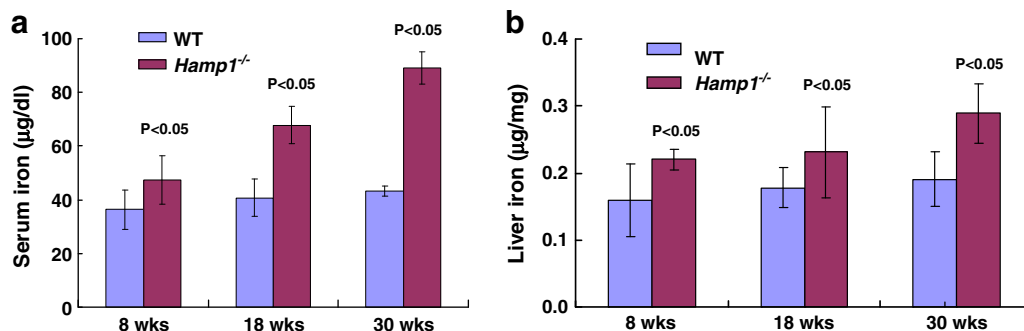 a
Serum iron (μg/dl)
100
80
60
40
20
0
WT
Hamp1-/-
P<0.05
P<0.05
P<0.05
8 wks
18 wks
30 wks
b
Liver iron (μg/mg)
0.4
0.3
0.2
0.1
0.0
WT
Hamp1-/-
P<0.05
P<0.05
P<0.05
8 wks
18 wks
30 wks